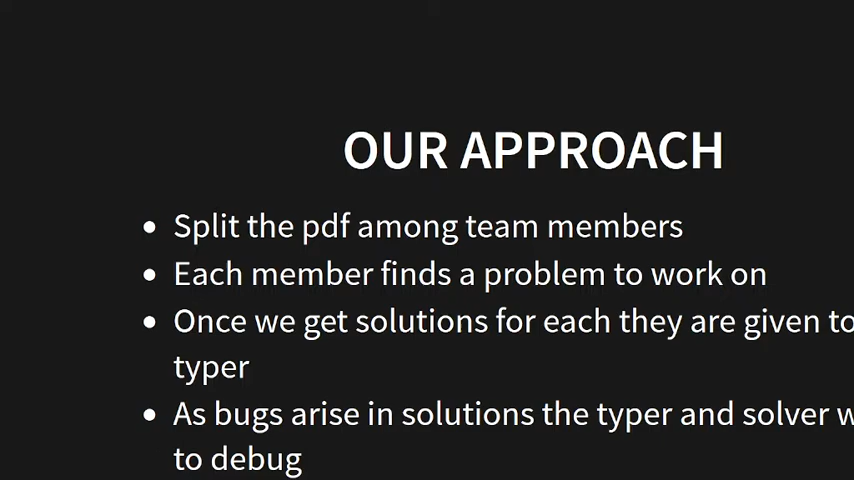 OUR APPROACH
Split the pdf among team members
Each member finds a problem to work on
Once we get solutions for each they are given to
typer
As bugs arise in solutions the typer and solver
to debug